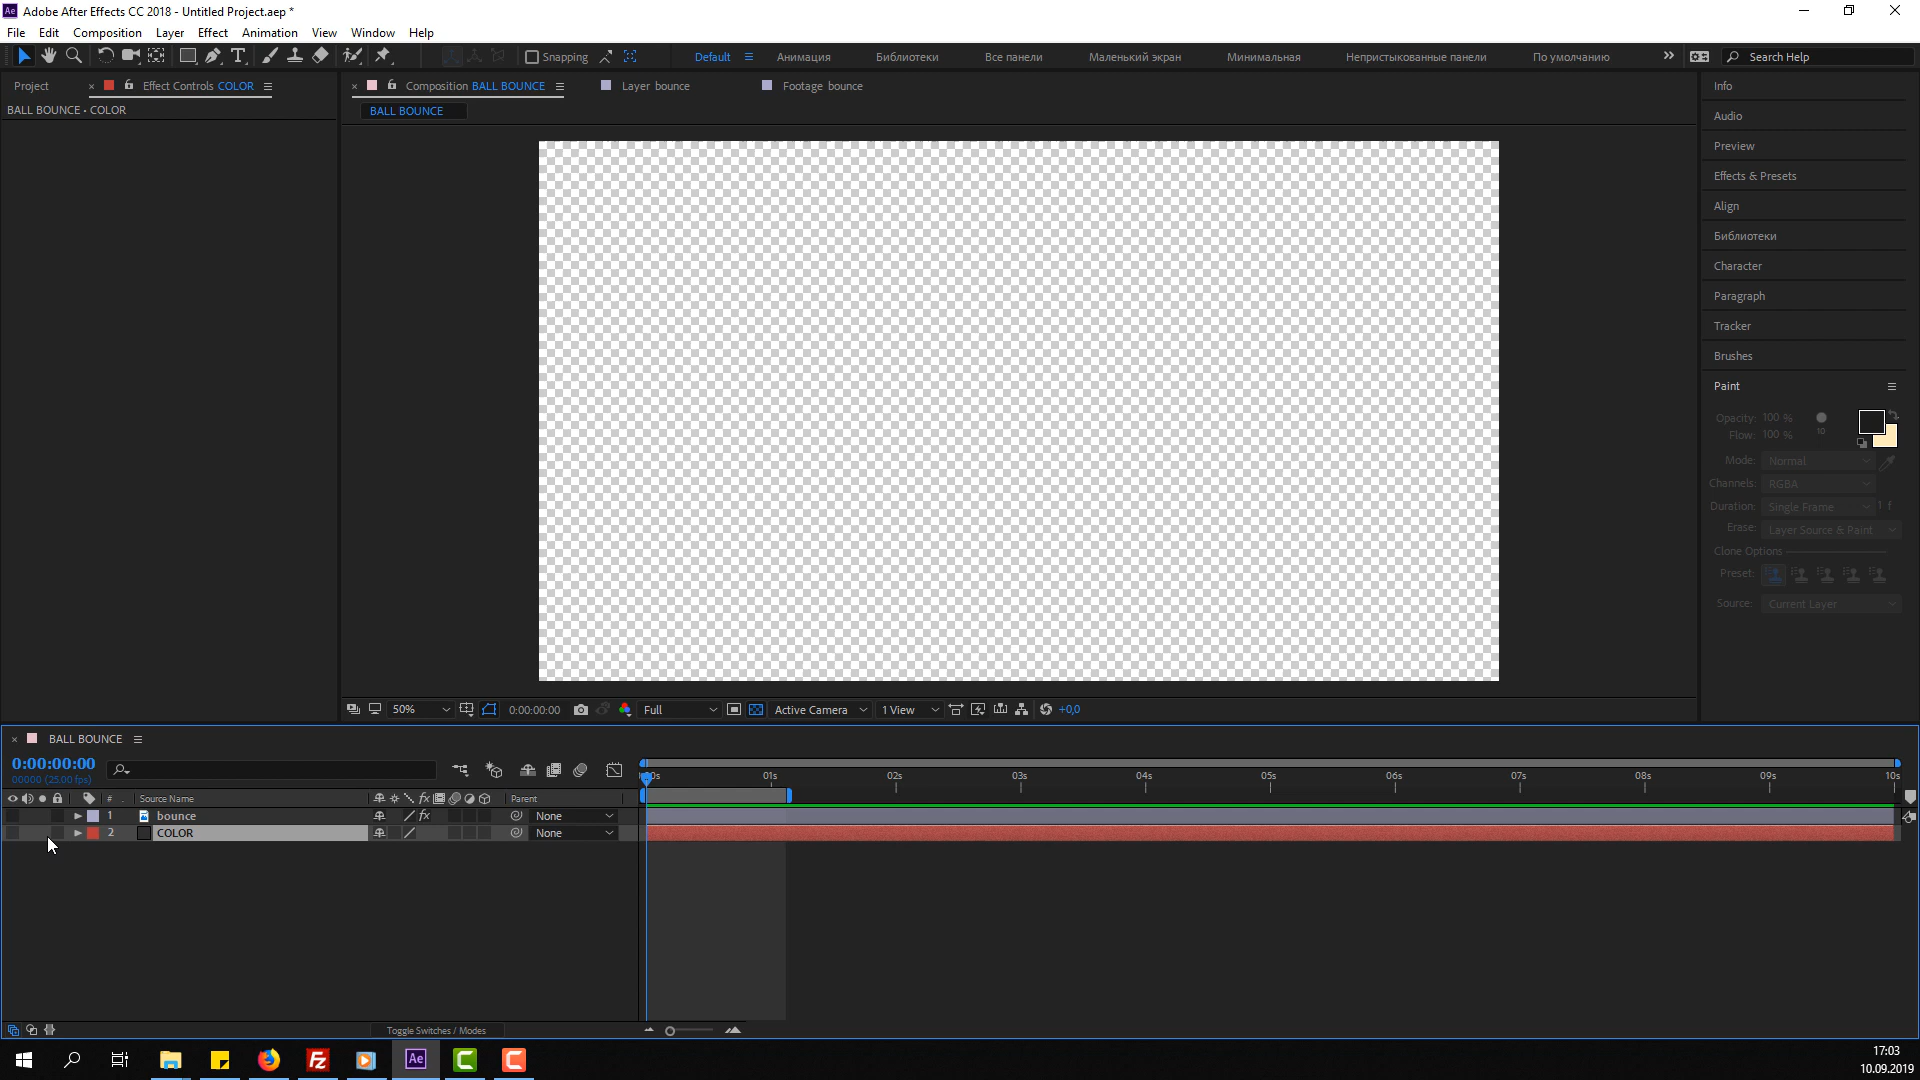 Adobe After Effects CC 2018 - Untitled Project.aep *
File Edit Composition Layer Effect Animation View Window Help
Snapping Default Анимация Библиотеки Все панели Маленький экран Минимальная Непристыкованные панели По умолчанию Search Help
Project Effect Controls COLOR Composition BALL BOUNCE Layer bounce Footage bounce Info
BALL BOUNCE • COLOR BALL BOUNCE
Audio
Preview
Effects & Presets
Align
Библиотеки
Character
Paragraph
Tracker
Brushes
Paint
Opacity: 100 %
Flow: 100 % 10
Mode: Normal
Channels: RGBA
Duration: Single Frame 1 f
Erase: Layer Source & Paint
Clone Options
Preset:
Source: Current Layer
50% 0:00:00:00 Full Active Camera 1 View +0,0
BALL BOUNCE
0:00:00:00
00000 (25.00 fps)
01s 02s 03s 04s 05s 06s 07s 08s 09s 10s
# Source Name fx Parent
1 bounce fx None
2 COLOR None
Toggle Switches / Modes
Ae Fz C C
17:03
10.09.2019